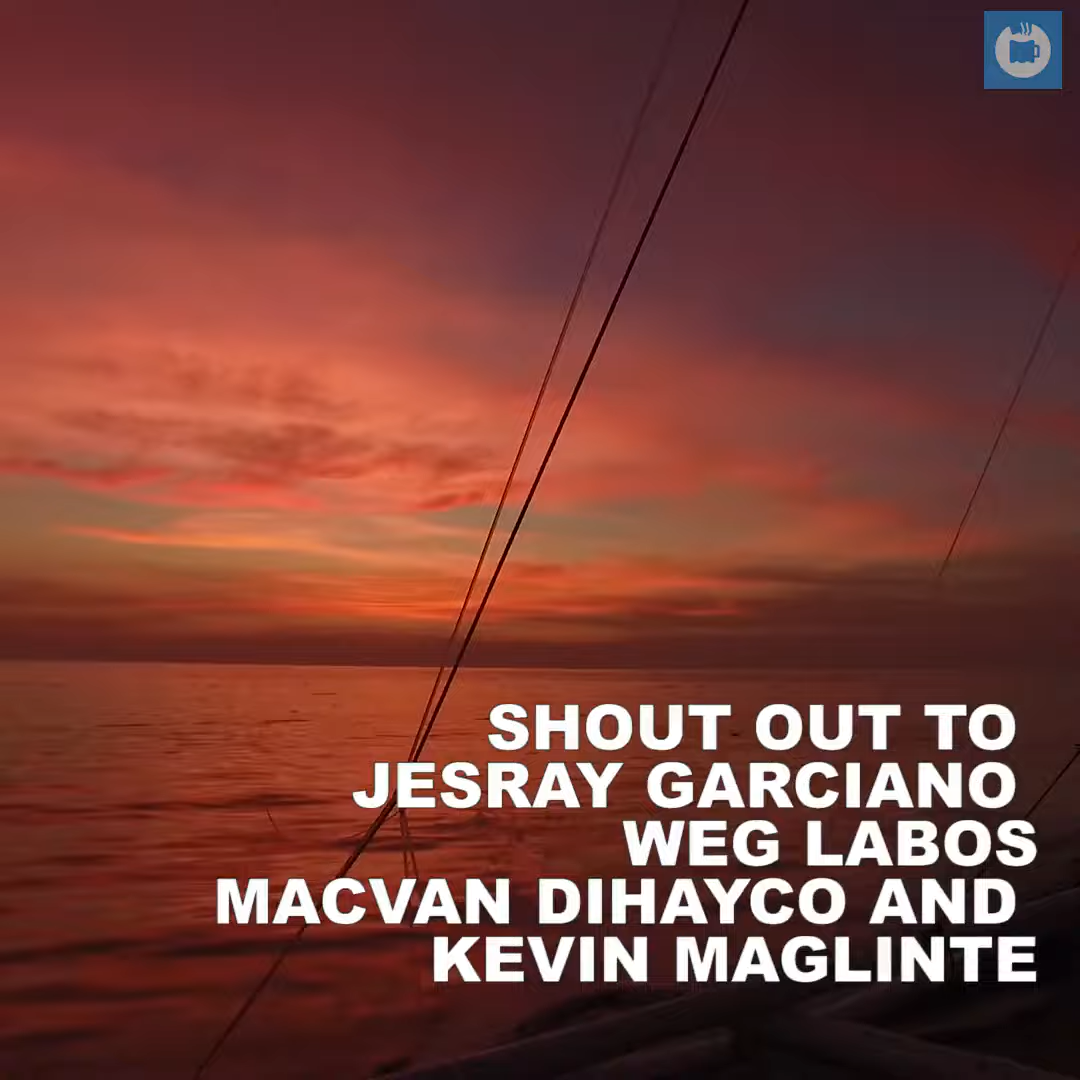 SHOUT OUT TO
JESRAY GARCIANO
WEG LABOS
MACVAN DIHAYCO AND
KEVIN MAGLINTE